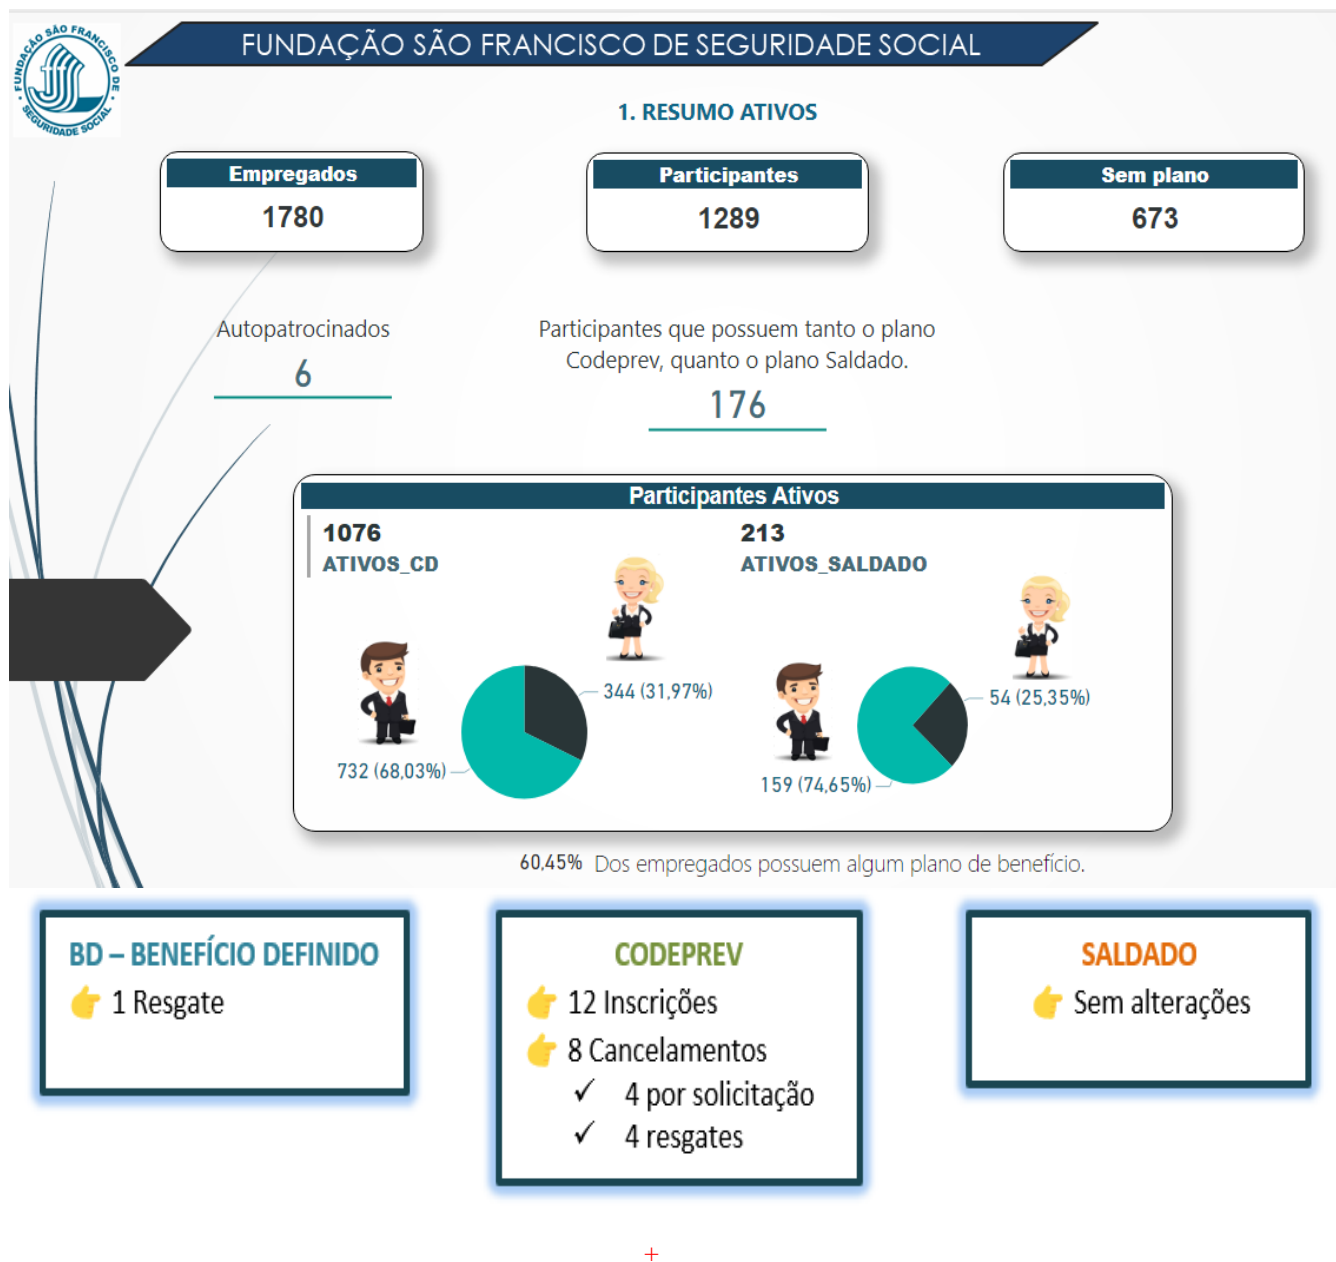 FUNDAÇÃO SÃO FRANCISCO DE SEGURIDADE SOCIAL
FUNDAÇÃO SÃO FRANCISCO DE SEGURIDADE SOCIAL
1. RESUMO ATIVOS
Empregados
1780
Participantes
1289
Sem plano
673
Autopatrocinados
6
Participantes que possuem tanto o plano
Codeprev, quanto o plano Saldado.
176
Participantes Ativos
1076
ATIVOS_CD
213
ATIVOS_SALDADO
344 (31,97%)
732 (68,03%)
54 (25,35%)
159 (74,65%)
60,45% Dos empregados possuem algum plano de benefício.
BD – BENEFÍCIO DEFINIDO
1 Resgate
CODEPREV
12 Inscrições
8 Cancelamentos
4 por solicitação
4 resgates
SALDADO
Sem alterações